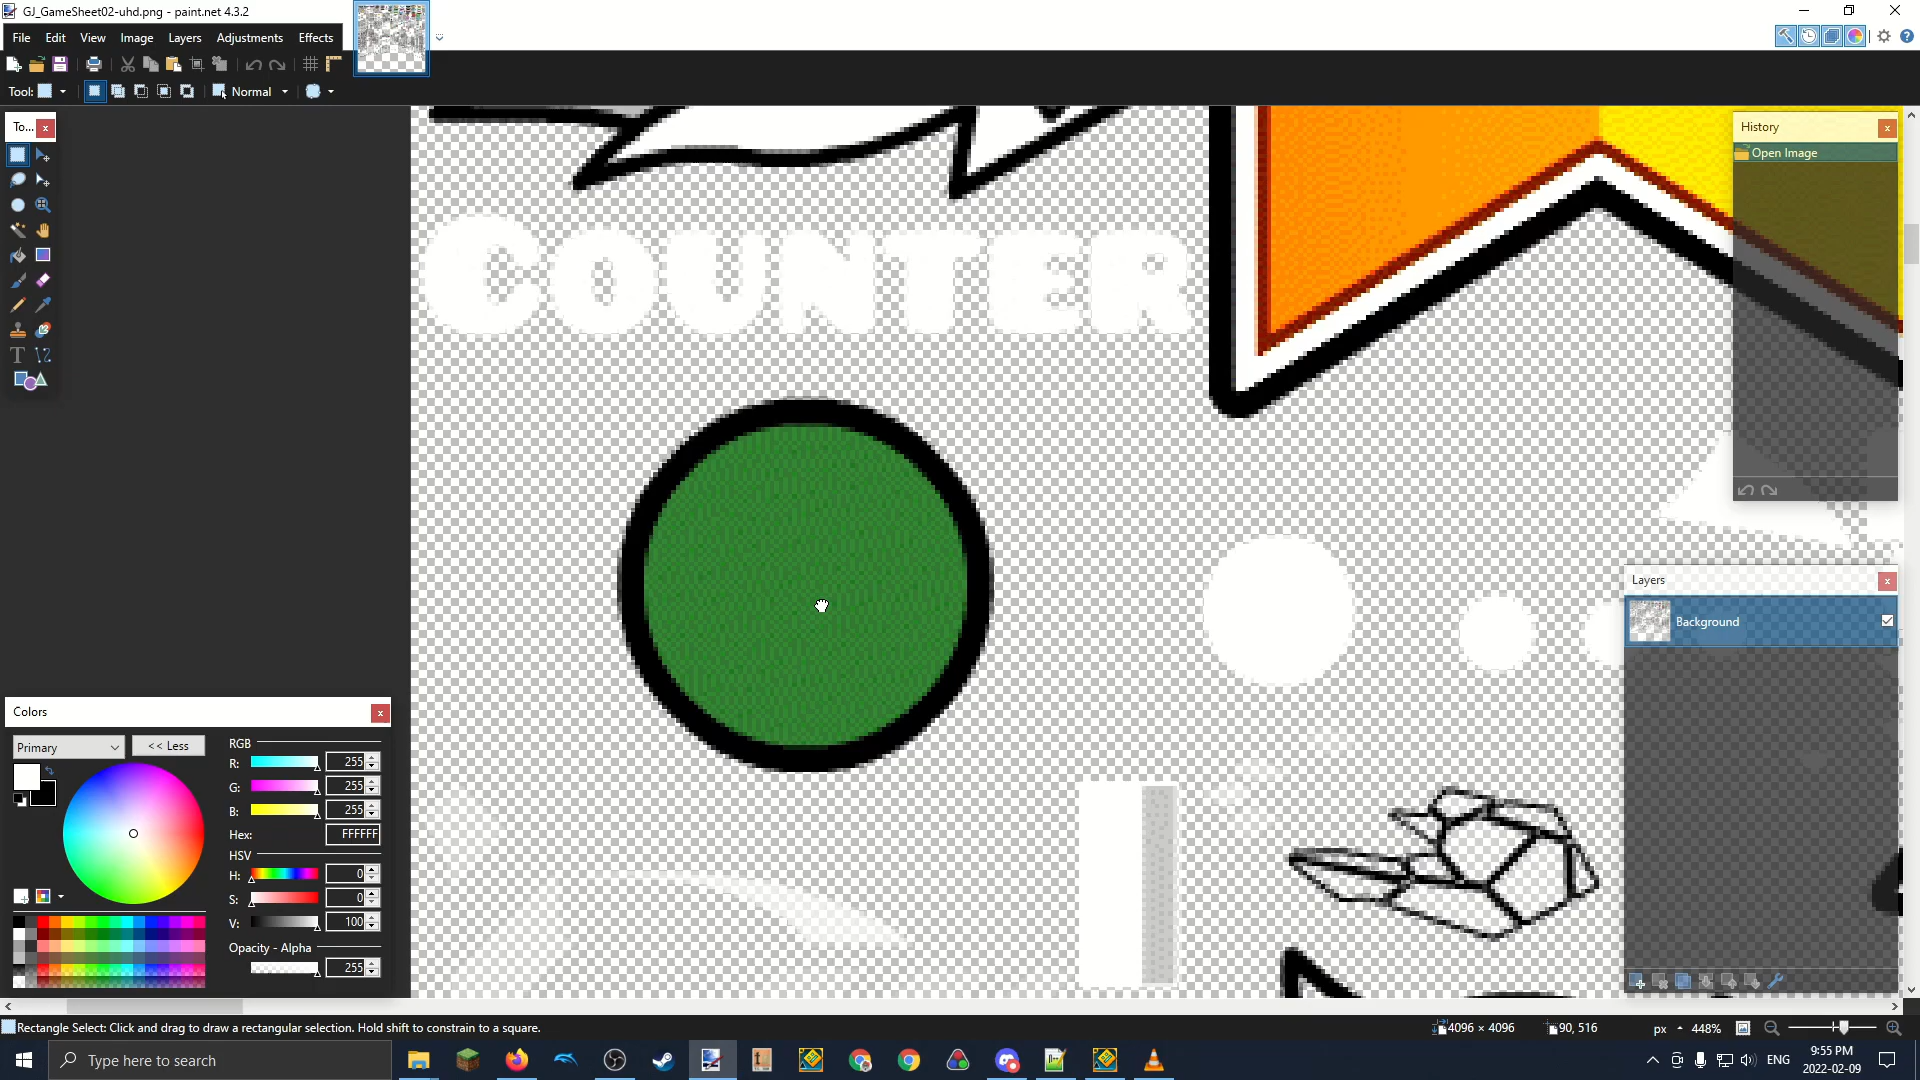 GJ_GameSheet02-uhd.png - paint.net 4.3.2
File Edit View Image Layers Adjustments Effects
Tool: Normal
To...
History
Open Image
COUNTER
Layers
Background
Colors
Primary
<< Less
RGB
R: 255
G: 255
B: 255
Hex: FFFFFF
HSV
H: 0
S: 0
V: 100
Opacity - Alpha
255
Rectangle Select: Click and drag to draw a rectangular selection. Hold shift to constrain to a square.
4096 × 4096
90, 516
px
448%
Type here to search
ENG
9:55 PM
2022-02-09